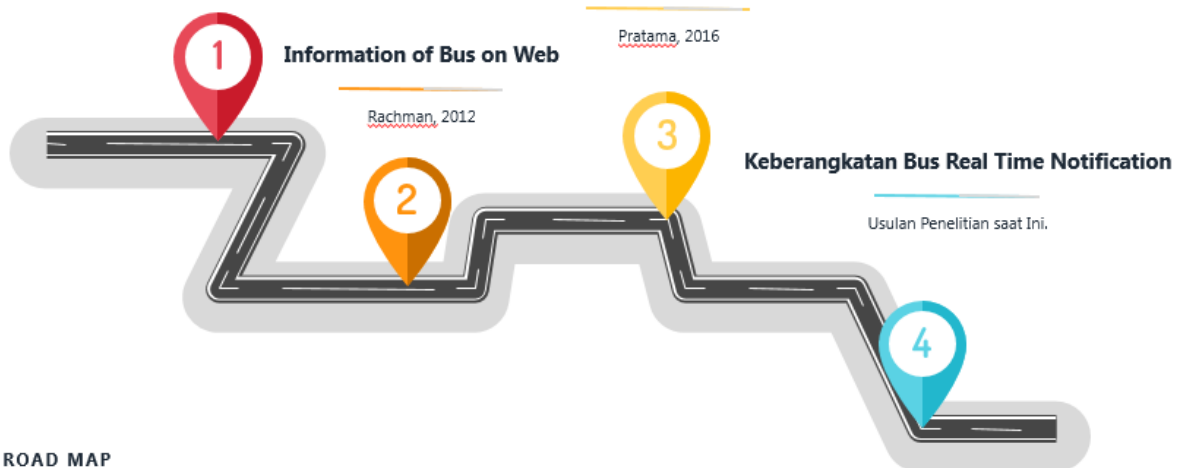 1
Information of Bus on Web
Rachman, 2012
2
Pratama, 2016
3
Keberangkatan Bus Real Time Notification
Usulan Penelitian saat Ini.
4
ROAD MAP